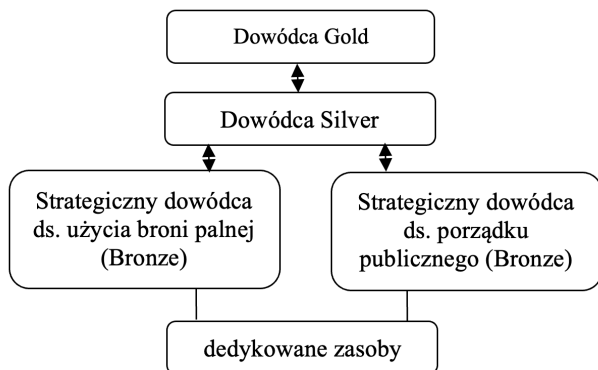 Dowódca Gold
Dowódca Silver
Strategiczny dowódca
ds. użycia broni palnej
(Bronze)
Strategiczny dowódca
ds. porządku
publicznego (Bronze)
dedykowane zasoby